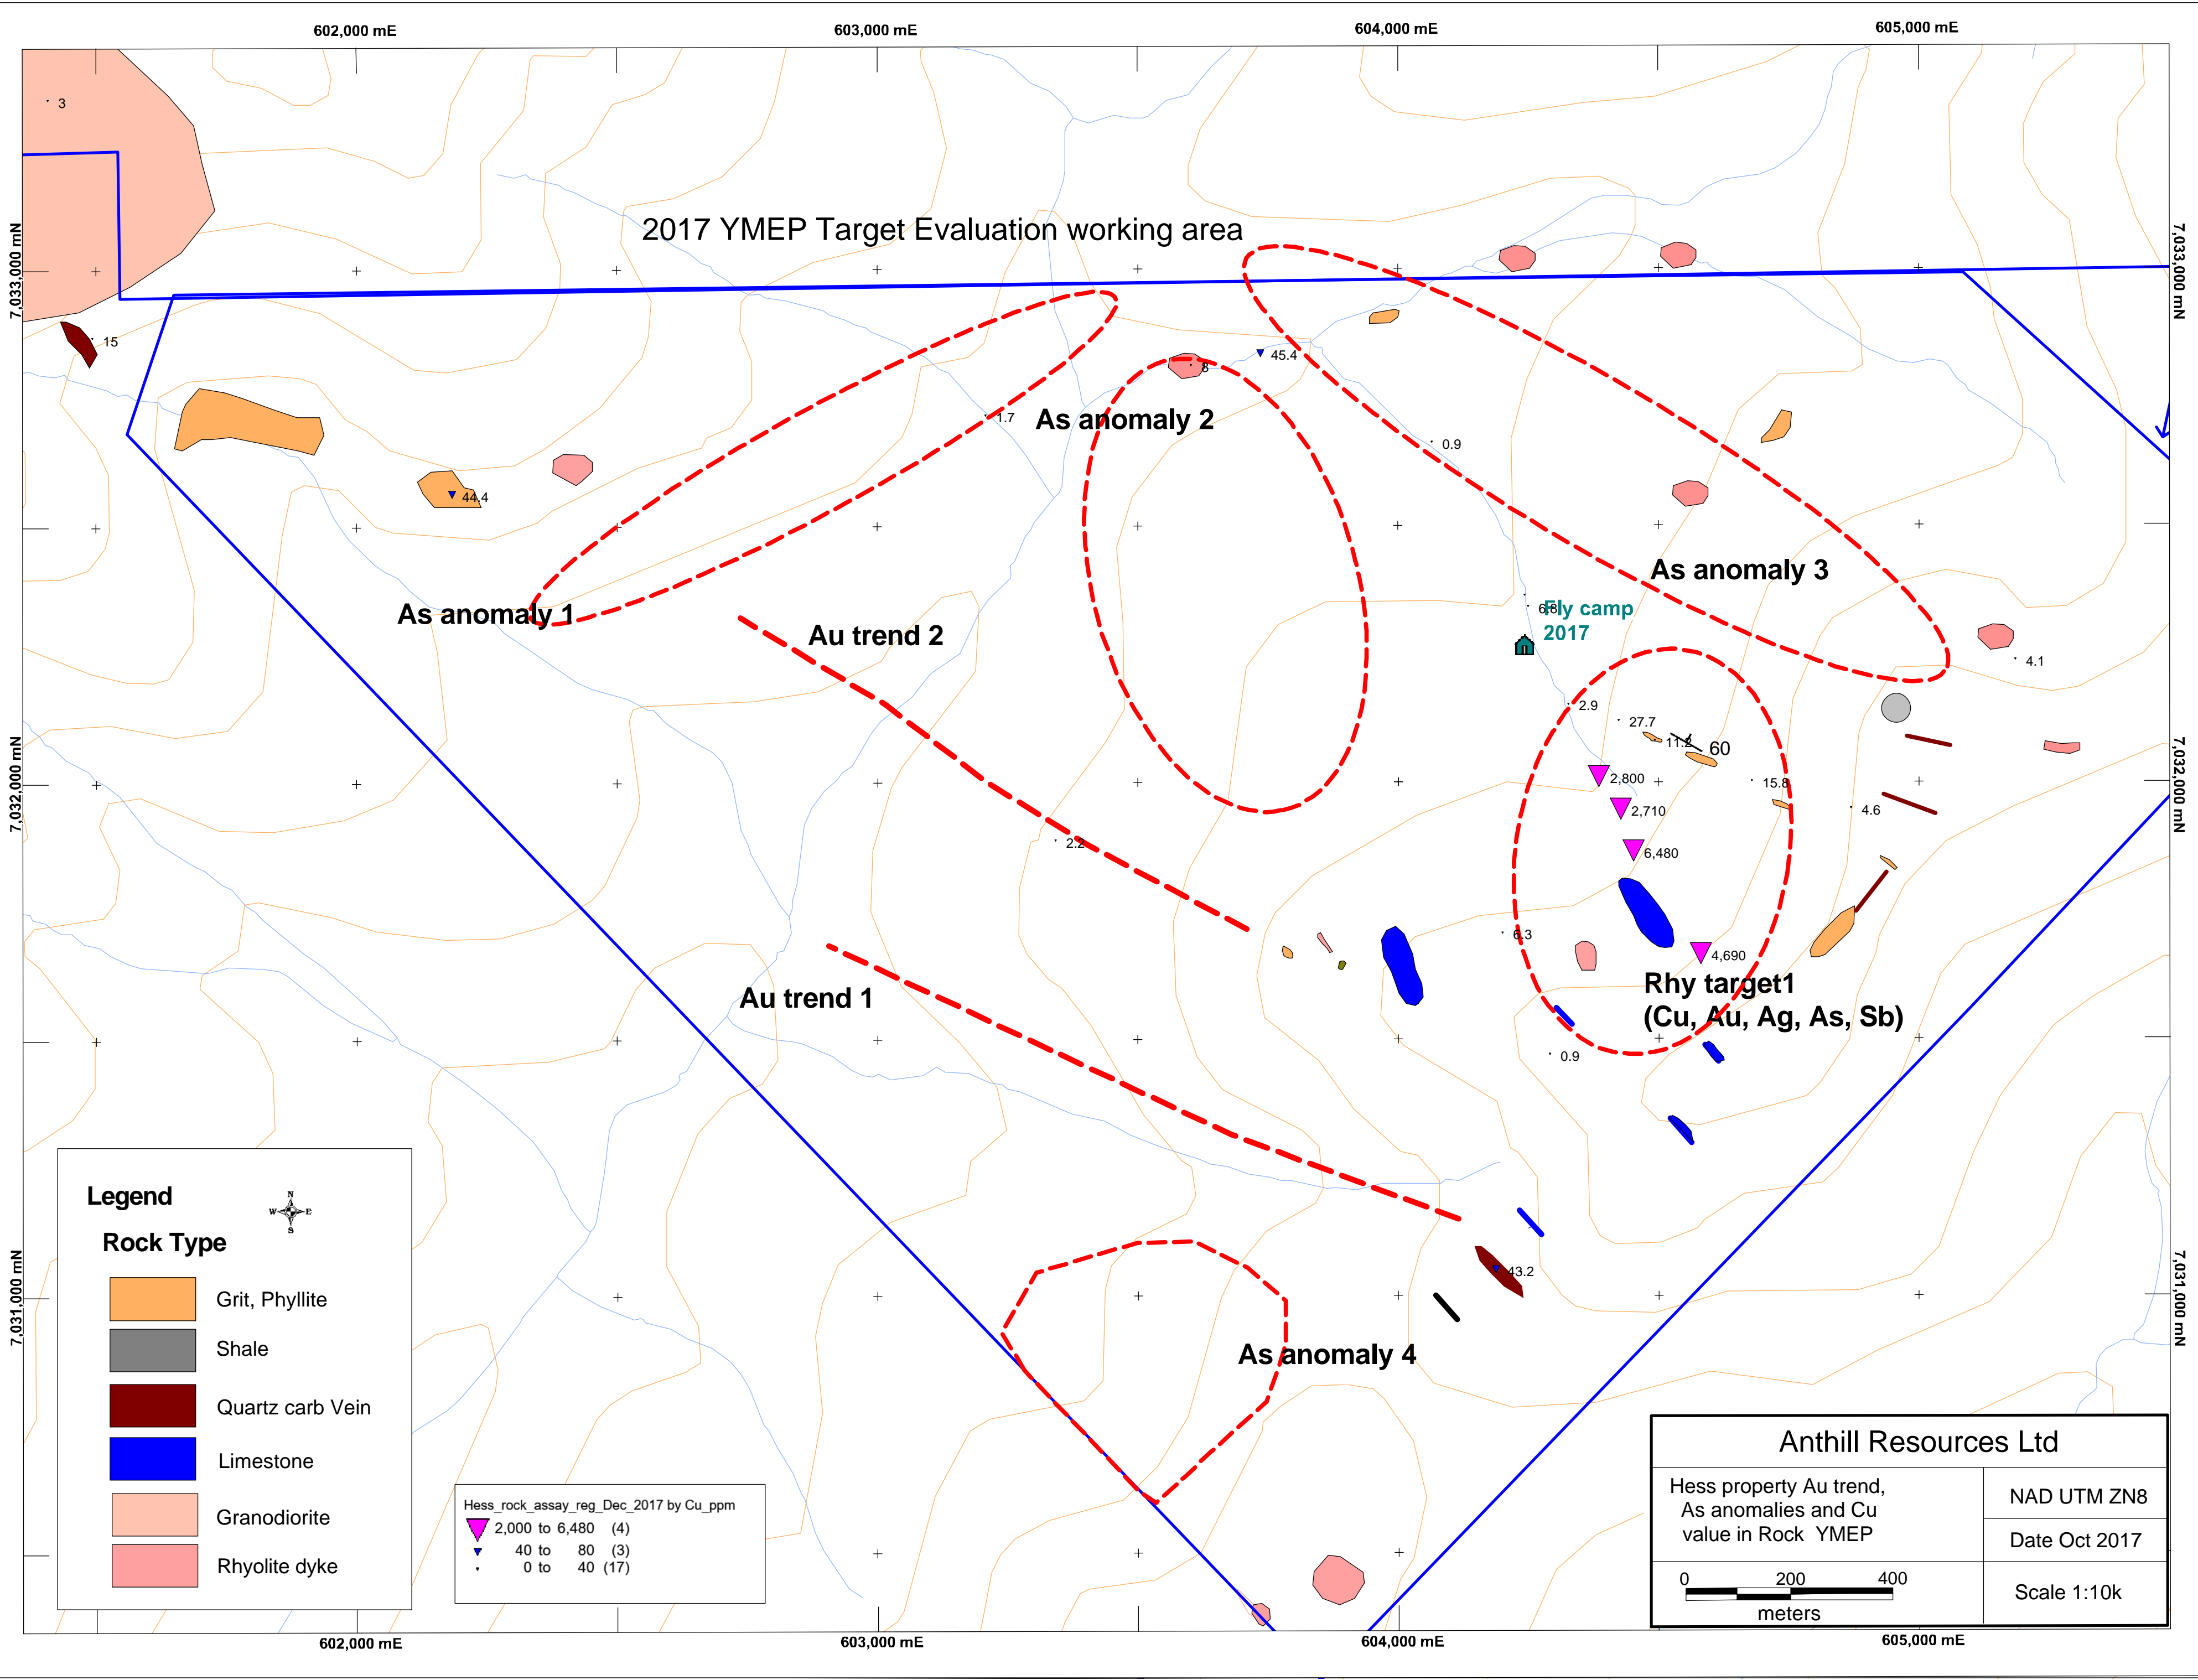 602,000 mE
603,000 mE
604,000 mE
605,000 mE
3
2017 YMEP Target Evaluation working area
7,033,000 mN
7,033,000 mN
15
45.4
8
1.7
As anomaly 2
0.9
44.4
As anomaly 3
As anomaly 1
6.8
Fly camp
2017
Au trend 2
4.1
2.9
27.7
11.2
60
7,032,000 mN
7,032,000 mN
2,800
15.8
2,710
4.6
2.2
6.3
6,480
4,690
Au trend 1
Rhy target1
(Cu, Au, Ag, As, Sb)
0.9
7,031,000 mN
7,031,000 mN
43.2
As anomaly 4
Legend
N
W E
S
Rock Type
Grit, Phyllite
Shale
Quartz carb Vein
Limestone
Granodiorite
Rhyolite dyke
Hess_rock_assay_reg_Dec_2017 by Cu_ppm
2,000 to 6,480 (4)
40 to 80 (3)
0 to 40 (17)
Anthill Resources Ltd
Hess property Au trend,
As anomalies and Cu
value in Rock YMEP
NAD UTM ZN8
Date Oct 2017
Scale 1:10k
0 200 400
meters
602,000 mE
603,000 mE
604,000 mE
605,000 mE